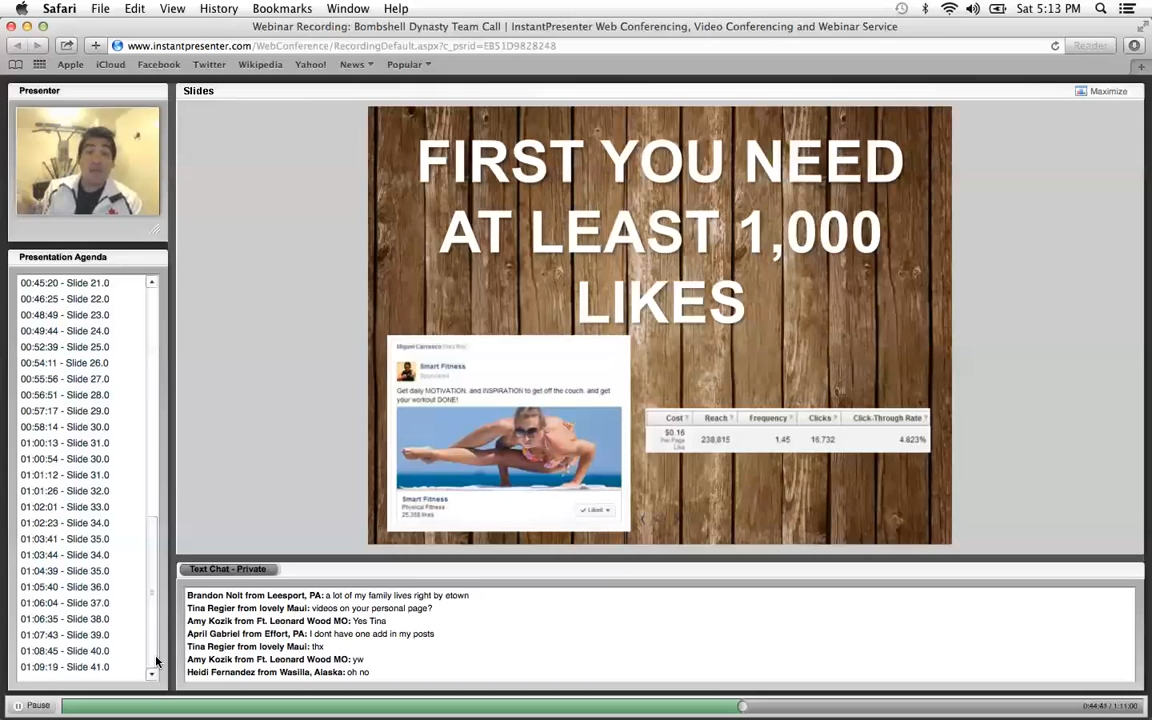 Safari File Edit View History Bookmarks Window Help
Sat 5:13 PM
Webinar Recording: Bombshell Dynasty Team Call | InstantPresenter Web Conferencing, Video Conferencing and Webinar Service
www.instantpresenter.com/WebConference/RecordingDefault.aspx?c_psrid=EB51D9828248
Reader
Apple iCloud Facebook Twitter Wikipedia Yahoo! News Popular
Presenter
Slides
Maximize
FIRST YOU NEED
AT LEAST 1,000
LIKES
Miguel Carrasco
Smart Fitness
Sponsored
Get daily MOTIVATION. and INSPIRATION to get off the couch. and get
your workout DONE!
Smart Fitness
Physical Fitness
25,358 likes
Liked
Cost ? Reach ? Frequency ? Clicks ? Click-Through Rate ?
$0.16
Per Page
Like
238,815 1.45 16,732 4.823%
Presentation Agenda
00:45:20 - Slide 21.0
00:46:25 - Slide 22.0
00:48:49 - Slide 23.0
00:49:44 - Slide 24.0
00:52:39 - Slide 25.0
00:54:11 - Slide 26.0
00:55:56 - Slide 27.0
00:56:51 - Slide 28.0
00:57:17 - Slide 29.0
00:58:14 - Slide 30.0
01:00:13 - Slide 31.0
01:00:54 - Slide 30.0
01:01:12 - Slide 31.0
01:01:26 - Slide 32.0
01:02:01 - Slide 33.0
01:02:23 - Slide 34.0
01:03:41 - Slide 35.0
01:03:44 - Slide 34.0
01:04:39 - Slide 35.0
01:05:40 - Slide 36.0
01:06:04 - Slide 37.0
01:06:35 - Slide 38.0
01:07:43 - Slide 39.0
01:08:45 - Slide 40.0
01:09:19 - Slide 41.0
Text Chat - Private
Brandon Nolt from Leesport, PA: a lot of my family lives right by etown
Tina Regier from lovely Maui: videos on your personal page?
Amy Kozik from Ft. Leonard Wood MO: Yes Tina
April Gabriel from Effort, PA: I dont have one add in my posts
Tina Regier from lovely Maui: thx
Amy Kozik from Ft. Leonard Wood MO: yw
Heidi Fernandez from Wasilla, Alaska: oh no
Pause